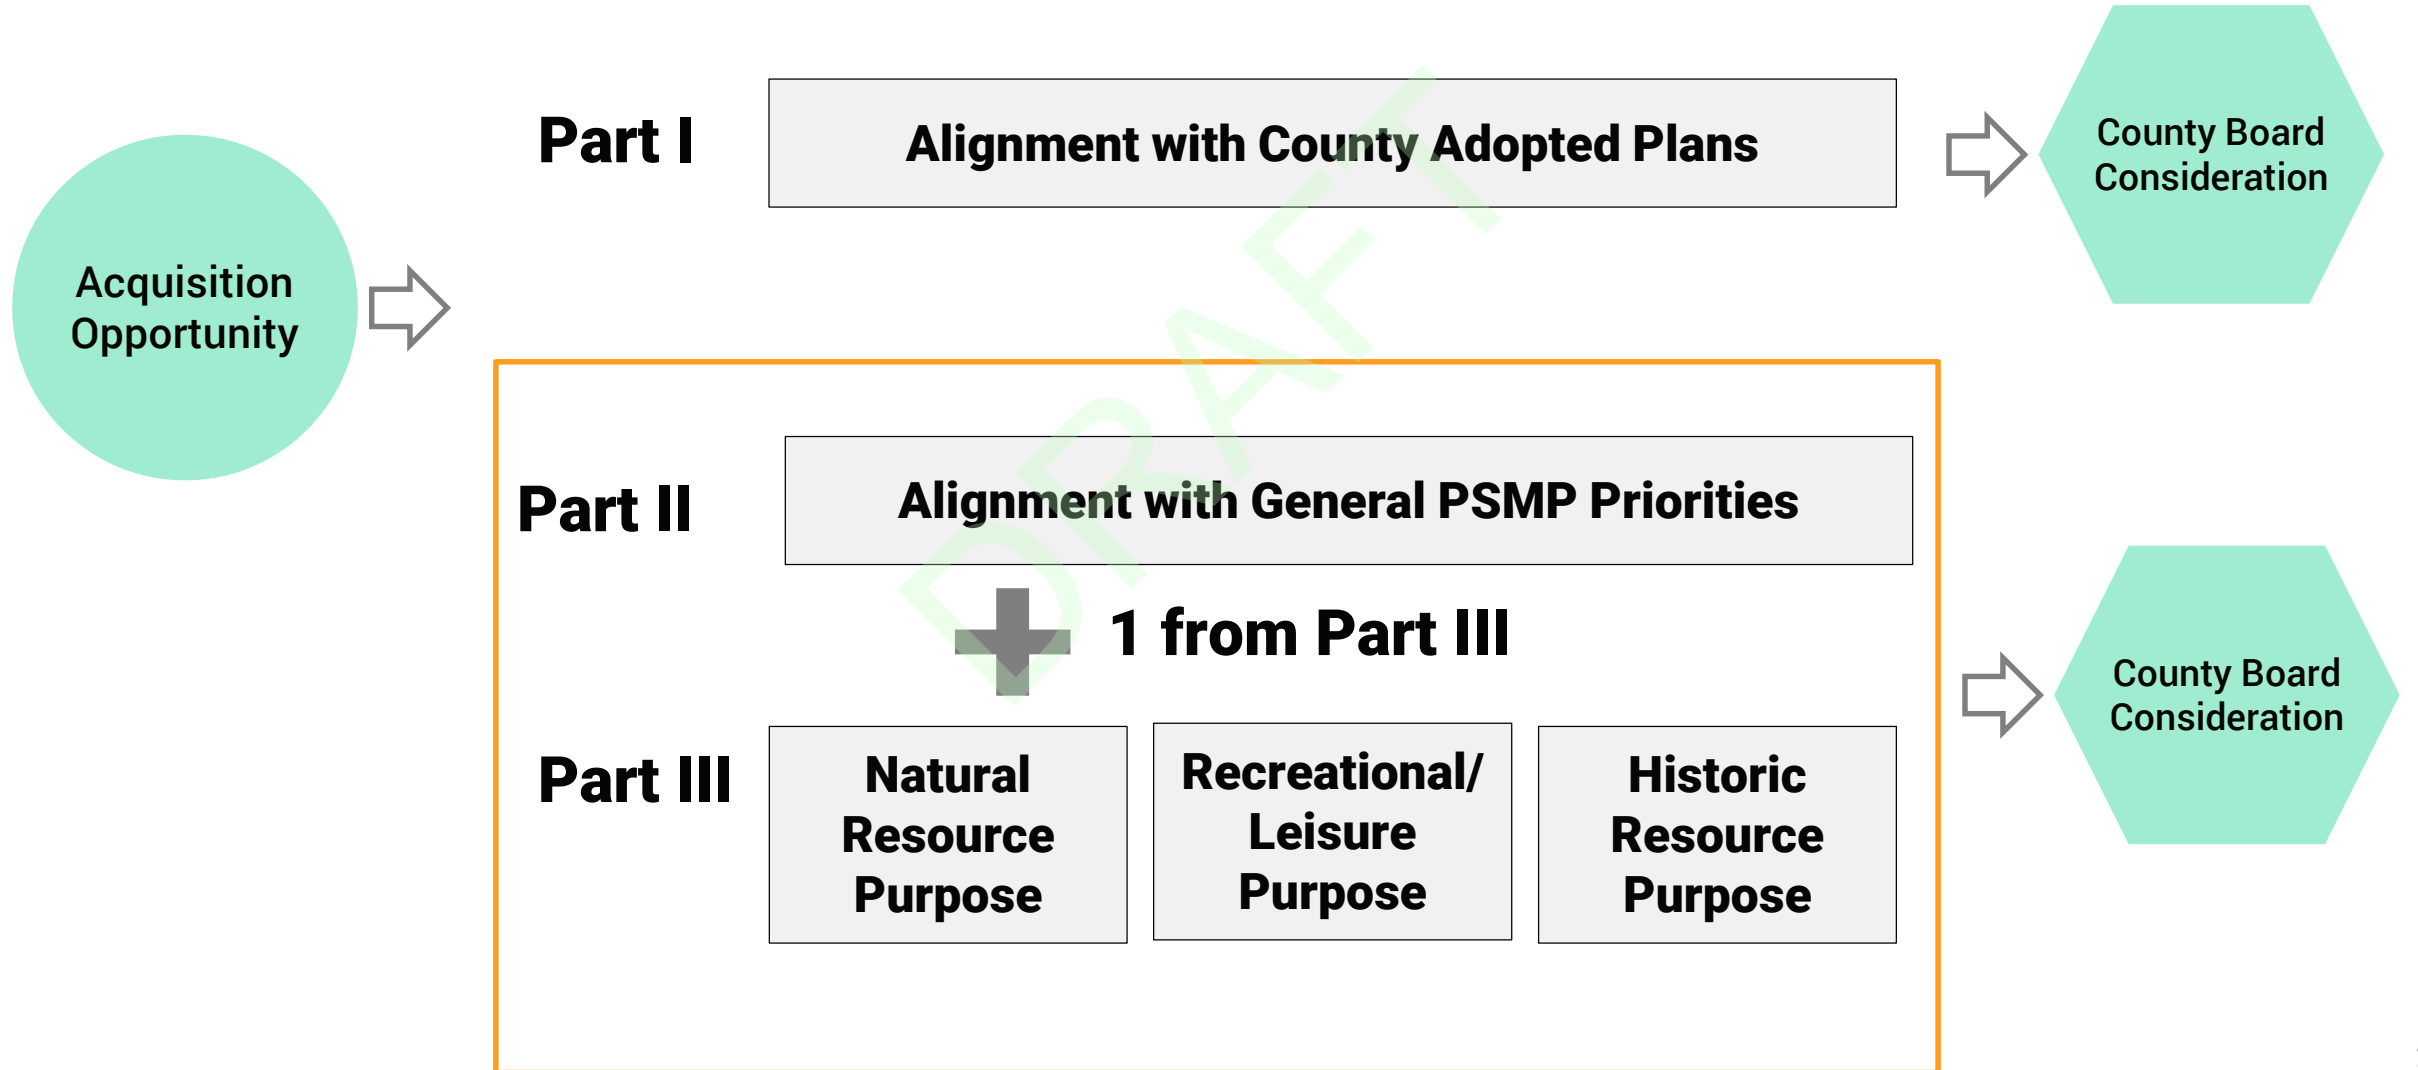 Acquisition
Opportunity
Part I
Alignment with County Adopted Plans
County Board
Consideration
Part II
Alignment with General PSMP Priorities
1 from Part III
Part III
Natural
Resource
Purpose
Recreational/
Leisure
Purpose
Historic
Resource
Purpose
County Board
Consideration
DRAFT